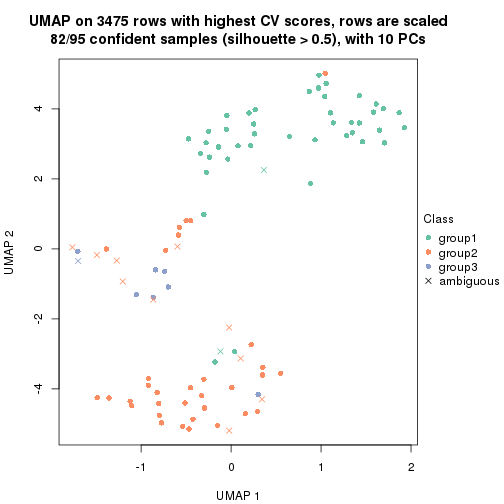 UMAP on 3475 rows with highest CV scores, rows are scaled
82/95 confident samples (silhouette > 0.5), with 10 PCs
4
2
0
-2
-4
UMAP 2
-1
0
1
2
UMAP 1
Class
group1
group2
group3
ambiguous